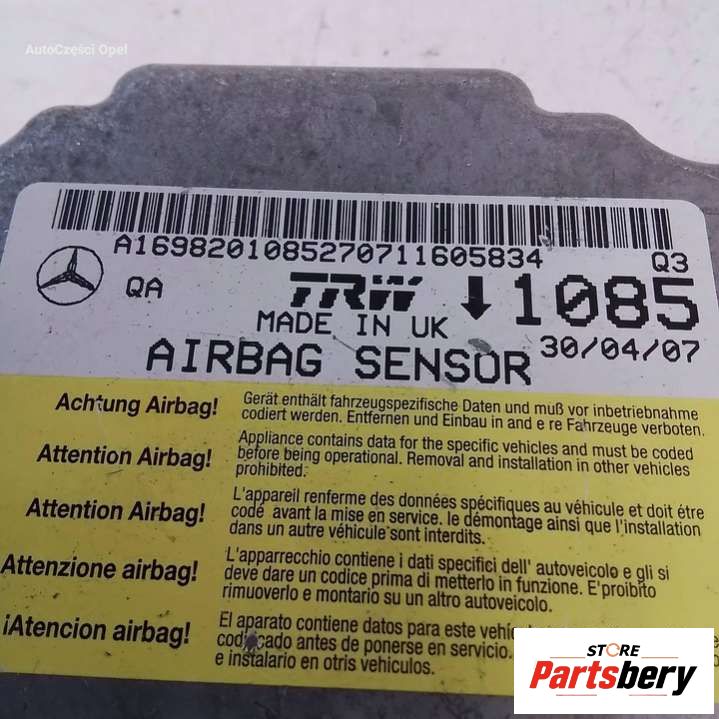 AutoCzęści Opel
A1698201085270711605834
Q3
QA
TRW
↓1085
MADE IN UK
30/04/07
AIRBAG SENSOR
Achtung Airbag!
Gerät enthält fahrzeugspezifische Daten und muß vor inbetriebnahme
codiert werden. Entfernen und Einbau in and e re Fahrzeuge verboten.
Attention Airbag!
Appliance contains data for the specific vehicles and must be coded
before being operational. Removal and installation in other vehicles
prohibited.
Attention Airbag!
L'appareil renferme des données spécifiques au véhicule et doit étre
codé avant la mise en service. le démontage ainsi que l'installation
dans un autre véhicule sont interdits.
Attenzione airbag!
L'apparrecchio contiene i dati specifici dell' autoveicolo e gli si
deve dare un codice prima di metterlo in funzione. E'proibito
rimuoverlo e montario su un altro autoveicolo.
¡Atencion airbag!
El aparato contiene datos para este
codificado antes de ponerse en servicio.
e instalario en otris vehículos.
STORE
Partsbery